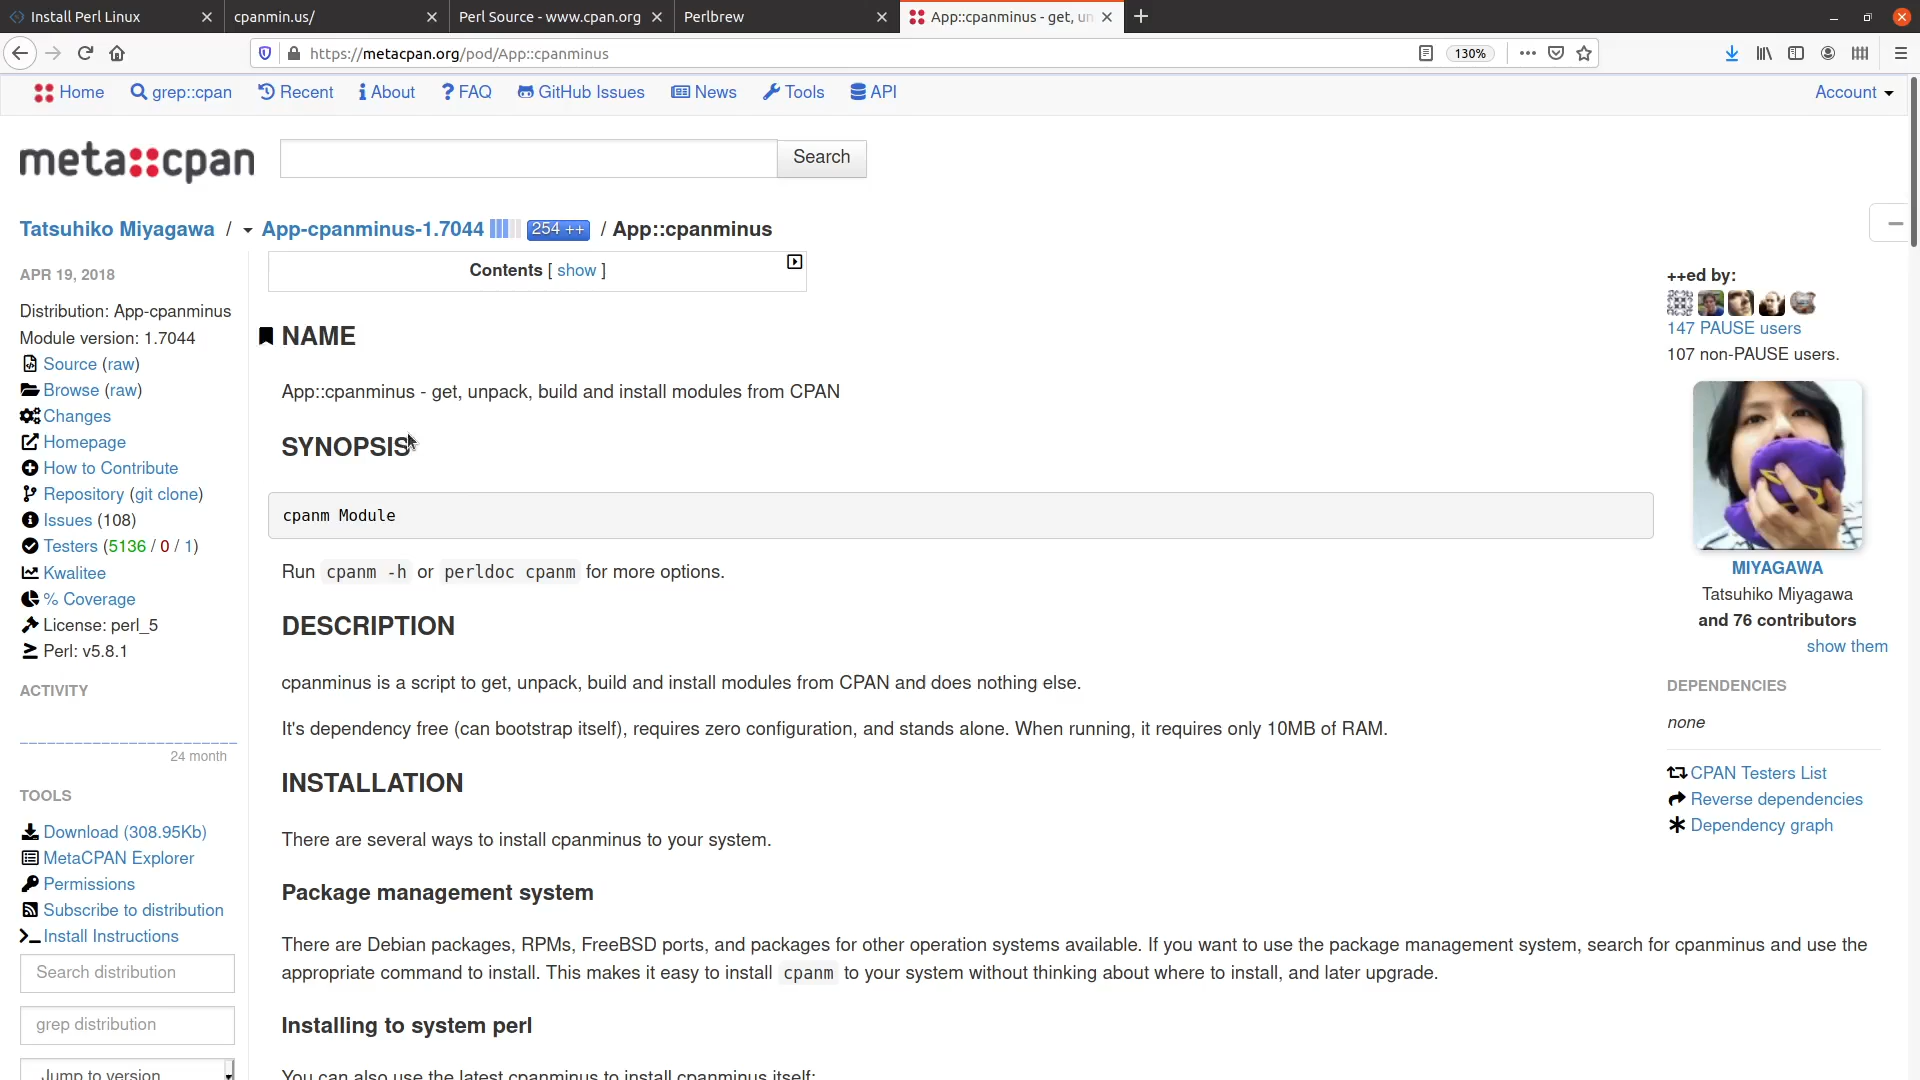 Install Perl Linux
cpanmin.us/
Perl Source - www.cpan.org
Perlbrew
App::cpanminus - get, un
https://metacpan.org/pod/App::cpanminus
130%
Home
grep::cpan
Recent
About
FAQ
GitHub Issues
News
Tools
API
Account
meta::cpan
Search
Tatsuhiko Miyagawa / App-cpanminus-1.7044 254 ++ / App::cpanminus
APR 19, 2018
Distribution: App-cpanminus
Module version: 1.7044
Source (raw)
Browse (raw)
Changes
Homepage
How to Contribute
Repository (git clone)
Issues (108)
Testers (5136 / 0 / 1)
Kwalitee
% Coverage
License: perl_5
Perl: v5.8.1
ACTIVITY
24 month
TOOLS
Download (308.95Kb)
MetaCPAN Explorer
Permissions
Subscribe to distribution
Install Instructions
Search distribution
grep distribution
Jump to version
Contents [ show ]
NAME
App::cpanminus - get, unpack, build and install modules from CPAN
SYNOPSIS
cpanm Module
Run cpanm -h or perldoc cpanm for more options.
DESCRIPTION
cpanminus is a script to get, unpack, build and install modules from CPAN and does nothing else.
It's dependency free (can bootstrap itself), requires zero configuration, and stands alone. When running, it requires only 10MB of RAM.
INSTALLATION
There are several ways to install cpanminus to your system.
Package management system
There are Debian packages, RPMs, FreeBSD ports, and packages for other operation systems available. If you want to use the package management system, search for cpanminus and use the
appropriate command to install. This makes it easy to install cpanm to your system without thinking about where to install, and later upgrade.
Installing to system perl
You can also use the latest cpanminus to install cpanminus itself:
++ed by:
147 PAUSE users
107 non-PAUSE users.
MIYAGAWA
Tatsuhiko Miyagawa
and 76 contributors
show them
DEPENDENCIES
none
CPAN Testers List
Reverse dependencies
Dependency graph